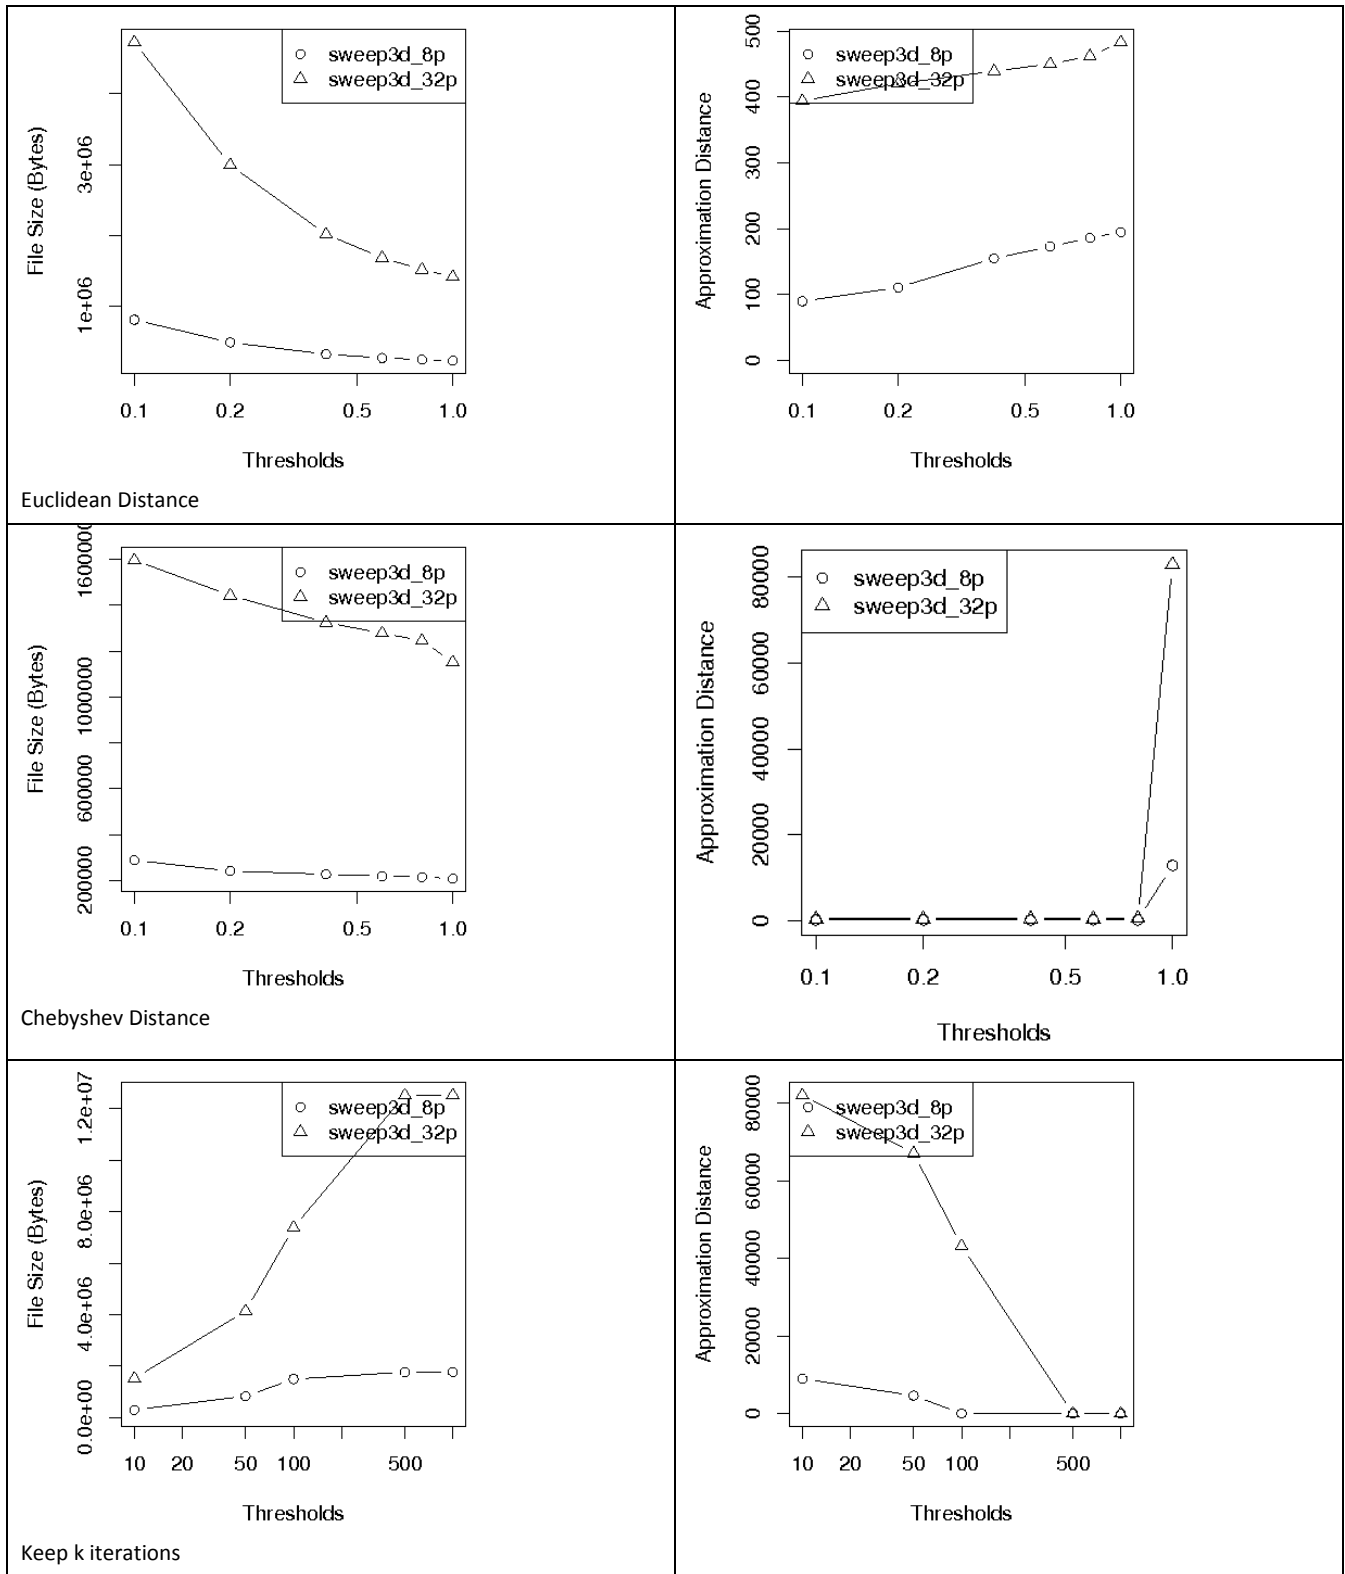 sweep3d_8p
sweep3d_32p
File Size (Bytes)
3e+06
1e+06
0.1 0.2 0.5 1.0
Thresholds
Euclidean Distance
sweep3d_8p
sweep3d_32p
Approximation Distance
500
400
300
200
100
0
0.1 0.2 0.5 1.0
Thresholds
sweep3d_8p
sweep3d_32p
File Size (Bytes)
1600000
1000000
600000
200000
0.1 0.2 0.5 1.0
Thresholds
Chebyshev Distance
sweep3d_8p
sweep3d_32p
Approximation Distance
80000
60000
40000
20000
0
0.1 0.2 0.5 1.0
Thresholds
sweep3d_8p
sweep3d_32p
File Size (Bytes)
1.2e+07
8.0e+06
4.0e+06
0.0e+00
10 20 50 100 500
Thresholds
Keep k iterations
sweep3d_8p
sweep3d_32p
Approximation Distance
80000
60000
40000
20000
0
10 20 50 100 500
Thresholds